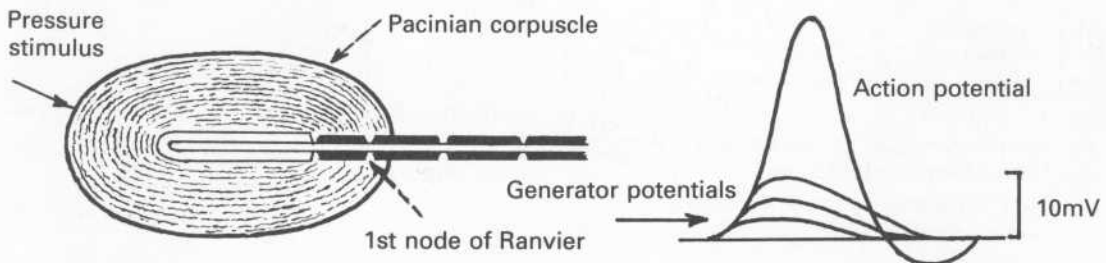 Pressure
stimulus
Pacinian corpuscle
1st node of Ranvier
Generator potentials
Action potential
10mV